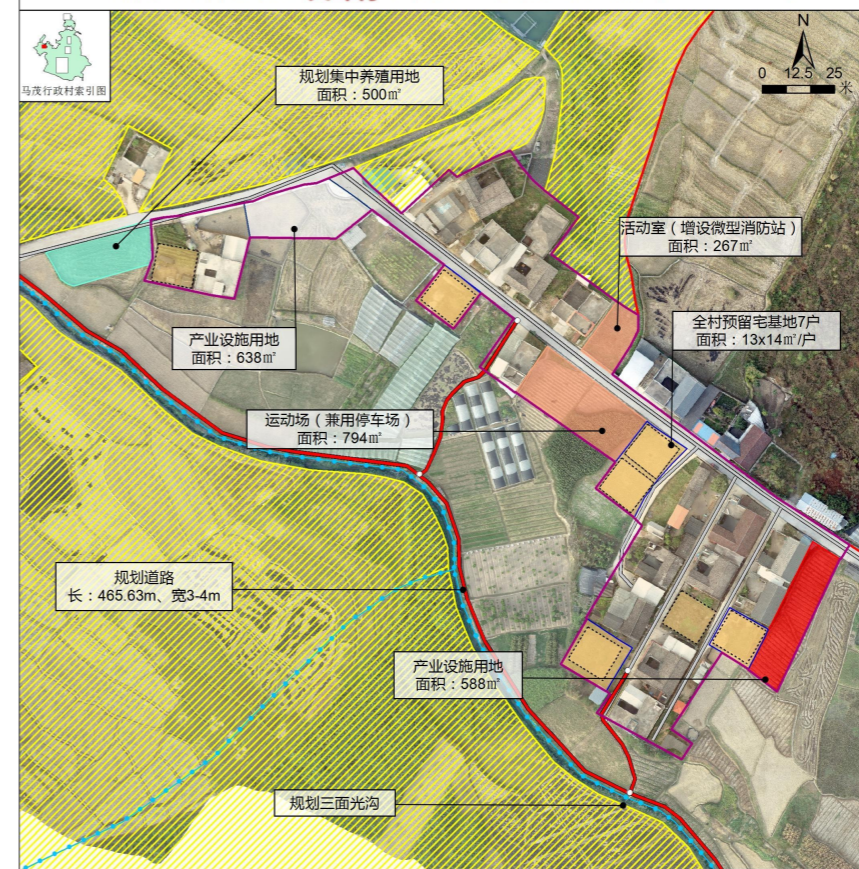 N
0 12.5 25
米
马茂行政村索引图
规划集中养殖用地
面积：500㎡
活动室（增设微型消防站）
面积：267㎡
全村预留宅基地7户
面积：13x14㎡/户
产业设施用地
面积：638㎡
运动场（兼用停车场）
面积：794㎡
规划道路
长：465.63m、宽3-4m
产业设施用地
面积：588㎡
规划三面光沟